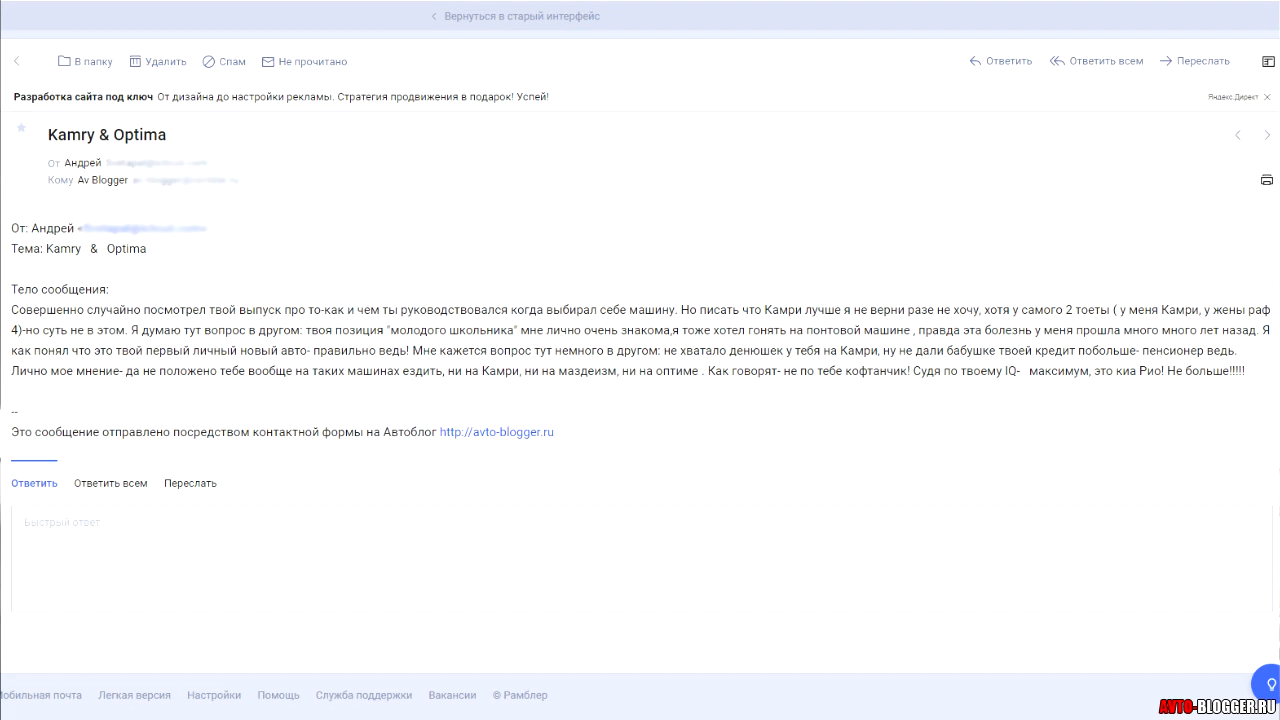 Вернуться в старый интерфейс
В папку Удалить Спам Не прочитано Ответить Ответить всем Переслать
Разработка сайта под ключ От дизайна до настройки рекламы. Стратегия продвижения в подарок! Успей! Яндекс.Директ
Kamry & Optima
От Андрей
Кому Av Blogger
От: Андрей
Тема: Kamry & Optima
Тело сообщения:
Совершенно случайно посмотрел твой выпуск про то-как и чем ты руководствовался когда выбирал себе машину. Но писать что Камри лучше я не верни разе не хочу, хотя у самого 2 тоеты ( у меня Камри, у жены раф
4)-но суть не в этом. Я думаю тут вопрос в другом: твоя позиция "молодого школьника" мне лично очень знакома,я тоже хотел гонять на понтовой машине , правда эта болезнь у меня прошла много много лет назад. Я
как понял что это твой первый личный новый авто- правильно ведь! Мне кажется вопрос тут немного в другом: не хватало денюшек у тебя на Камри, ну не дали бабушке твоей кредит побольше- пенсионер ведь.
Лично мое мнение- да не положено тебе вообще на таких машинах ездить, ни на Камри, ни на маздеизм, ни на оптиме . Как говорят- не по тебе кофтанчик! Судя по твоему IQ- максимум, это киа Рио! Не больше!!!!!
--
Это сообщение отправлено посредством контактной формы на Автоблог http://avto-blogger.ru
Ответить Ответить всем Переслать
Быстрый ответ
Мобильная почта Легкая версия Настройки Помощь Служба поддержки Вакансии © Рамблер
AVTO-BLOGGER.RU